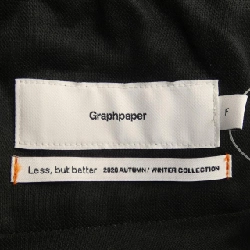 Graphpaper
F
Less, but better 2020 AUTUMN / WINTER COLLECTION